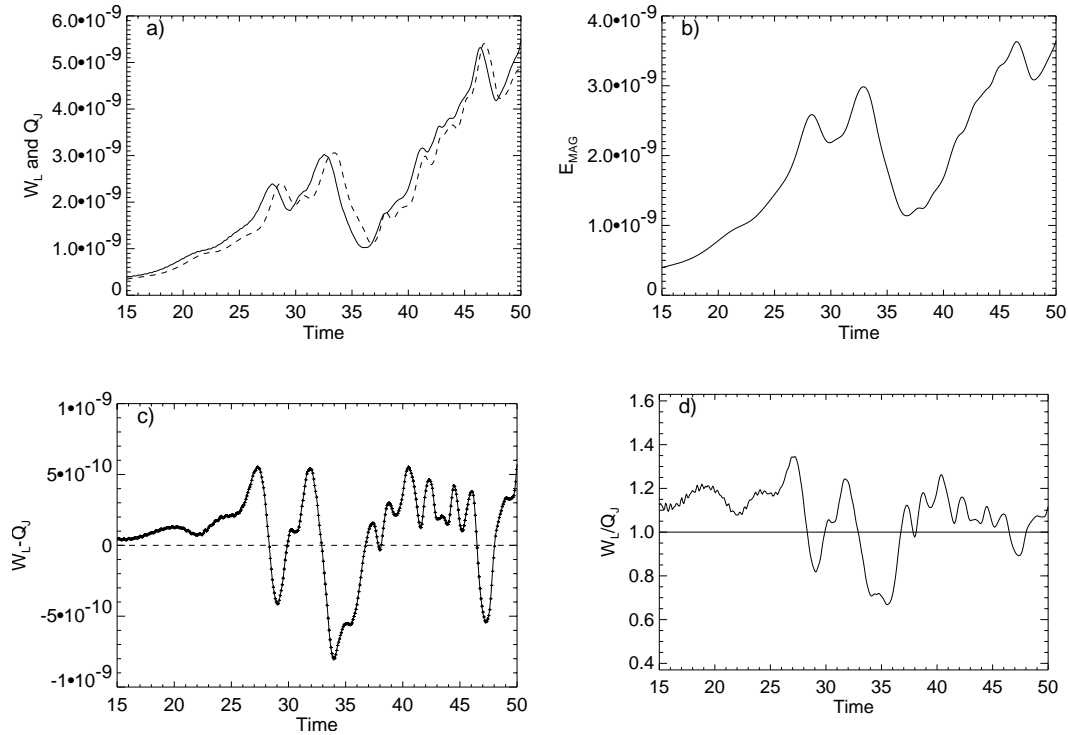 a)
6.0•10⁻⁹
5.0•10⁻⁹
4.0•10⁻⁹
3.0•10⁻⁹
2.0•10⁻⁹
1.0•10⁻⁹
0
W_L and Q_J
15 20 25 30 35 40 45 50
Time
b)
4.0•10⁻⁹
3.0•10⁻⁹
2.0•10⁻⁹
1.0•10⁻⁹
0
E_MAG
15 20 25 30 35 40 45 50
Time
c)
1•10⁻⁹
5•10⁻¹⁰
0
-5•10⁻¹⁰
-1•10⁻⁹
W_L-Q_J
15 20 25 30 35 40 45 50
Time
d)
1.6
1.4
1.2
1.0
0.8
0.6
0.4
W_L/Q_J
15 20 25 30 35 40 45 50
Time